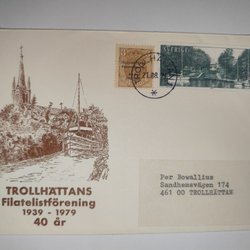 SVERIGE
TROLLHÄTTANS
Filatelistförening
1939 - 1979
40 år
Per Bowallius
Sandhemsvägen 174
461 00 TROLLHÄTTAN